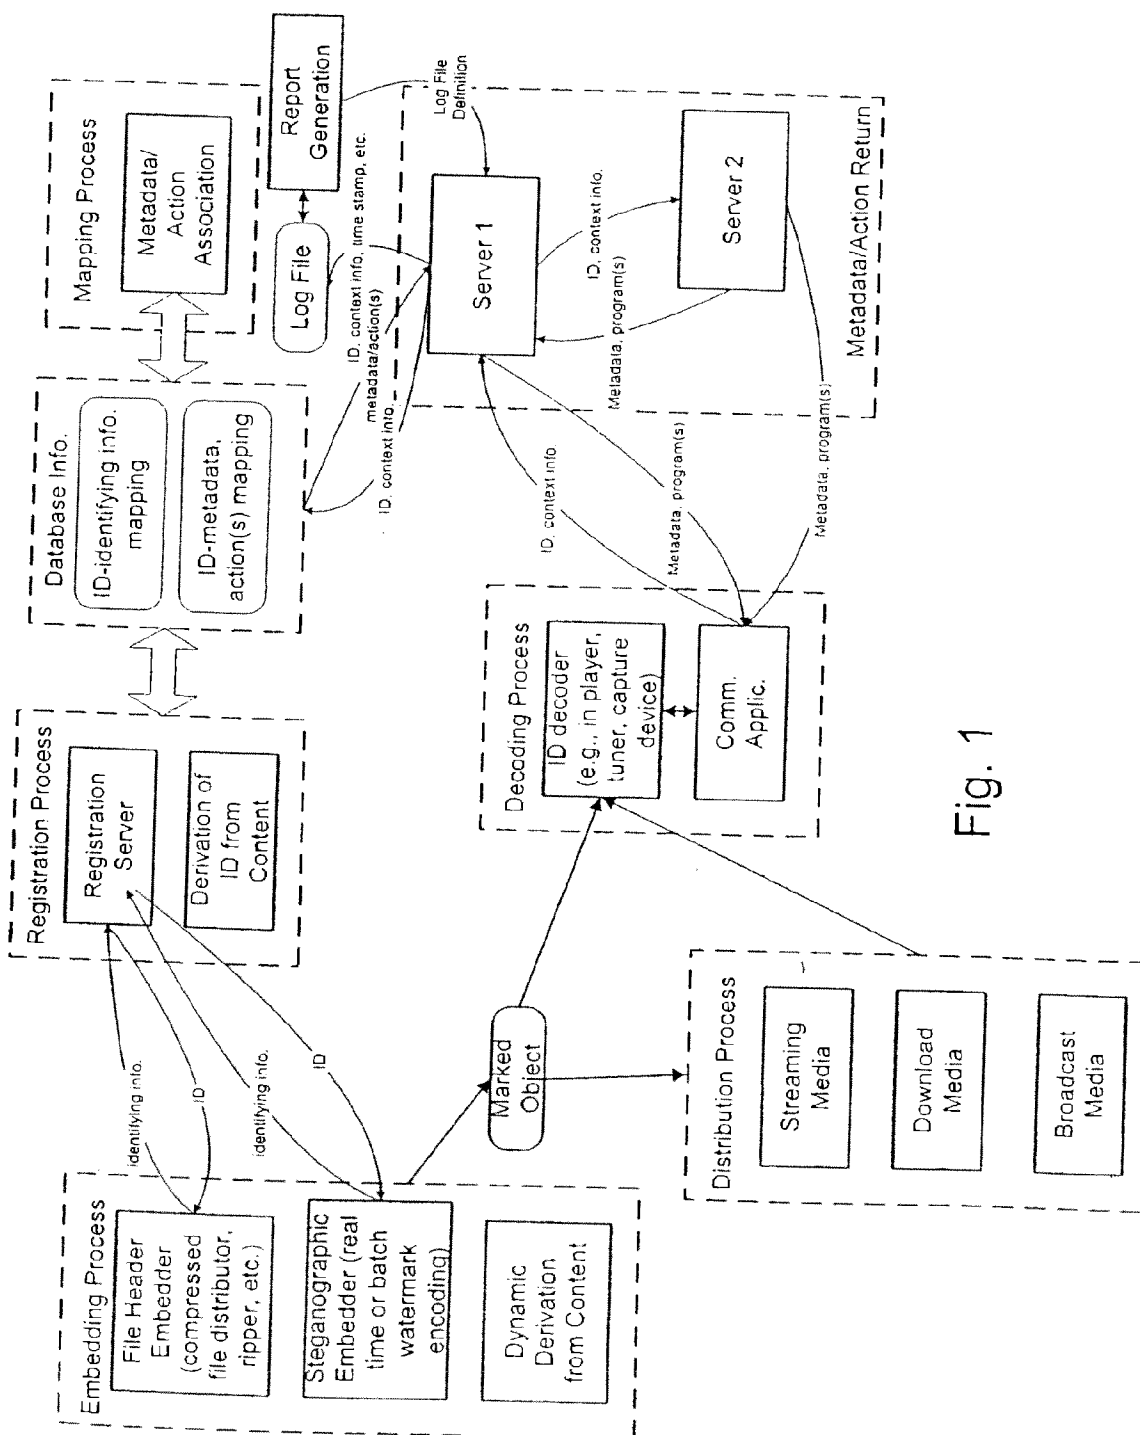 Embedding Process
File Header
Embedder
(compressed
file distributor,
ripper, etc.)
Steganographic
Embedder (real
time or batch
watermark
encoding)
Dynamic
Derivation
from Content
identifying info.
ID
identifying info.
ID
Registration Process
Registration
Server
Derivation of
ID from
Content
Database Info.
ID-identifying info.
mapping
ID-metadata,
action(s) mapping
Mapping Process
Metadata/
Action
Association
Report
Generation
Log File
Log File
Definition
ID, context info, time stamp, etc.
metadata/action(s)
ID, context info.
Marked
Object
Decoding Process
ID decoder
(e.g., in player,
tuner, capture
device)
Comm.
Applic.
ID, context info.
Metadata, program(s)
Metadata, program(s)
Server 1
ID, context info.
Metadata, program(s)
Server 2
Metadata/Action Return
Distribution Process
Streaming
Media
Download
Media
Broadcast
Media
Fig. 1